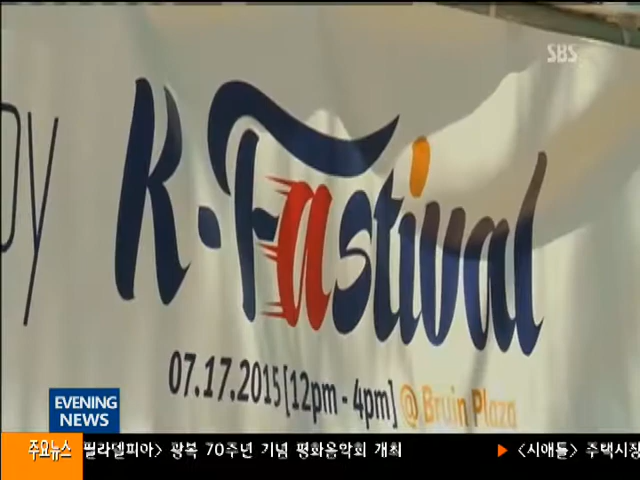 SBS
py
K-Fastival
07.17.2015[12pm - 4pm] @ Bruin Plaza
EVENING
NEWS
주요뉴스 필라델피아> 광복 70주년 기념 평화음악회 개최 ▶ <시애틀> 주택시장